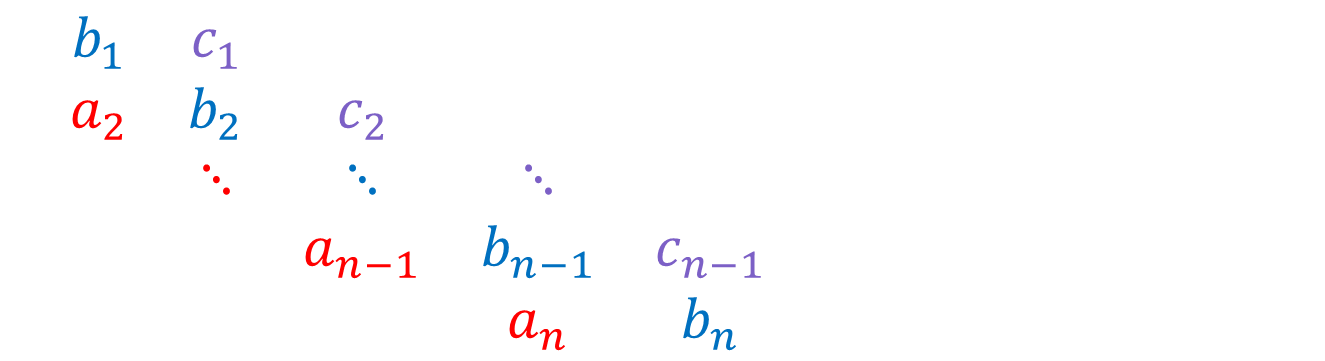 b₁ c₁
a₂ b₂ c₂
⋱ ⋱ ⋱
aₙ₋₁ bₙ₋₁ cₙ₋₁
aₙ bₙ